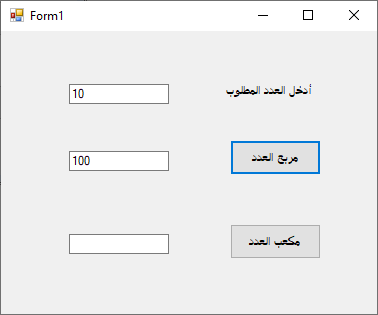 Form1
أدخل العدد المطلوب
10
مربع العدد
100
مكعب العدد